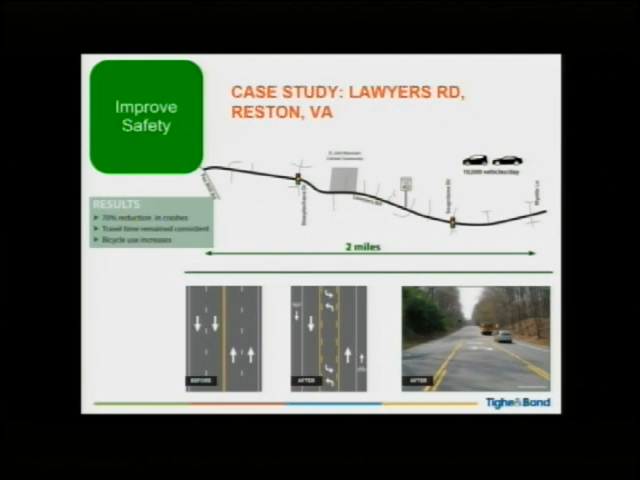 Improve
Safety
CASE STUDY: LAWYERS RD,
RESTON, VA
10,000 vehicles/day
RESULTS
70% reduction in crashes
Travel time remained consistent
Bicycle use increases
2 miles
BEFORE
AFTER
AFTER
Tighe&Bond